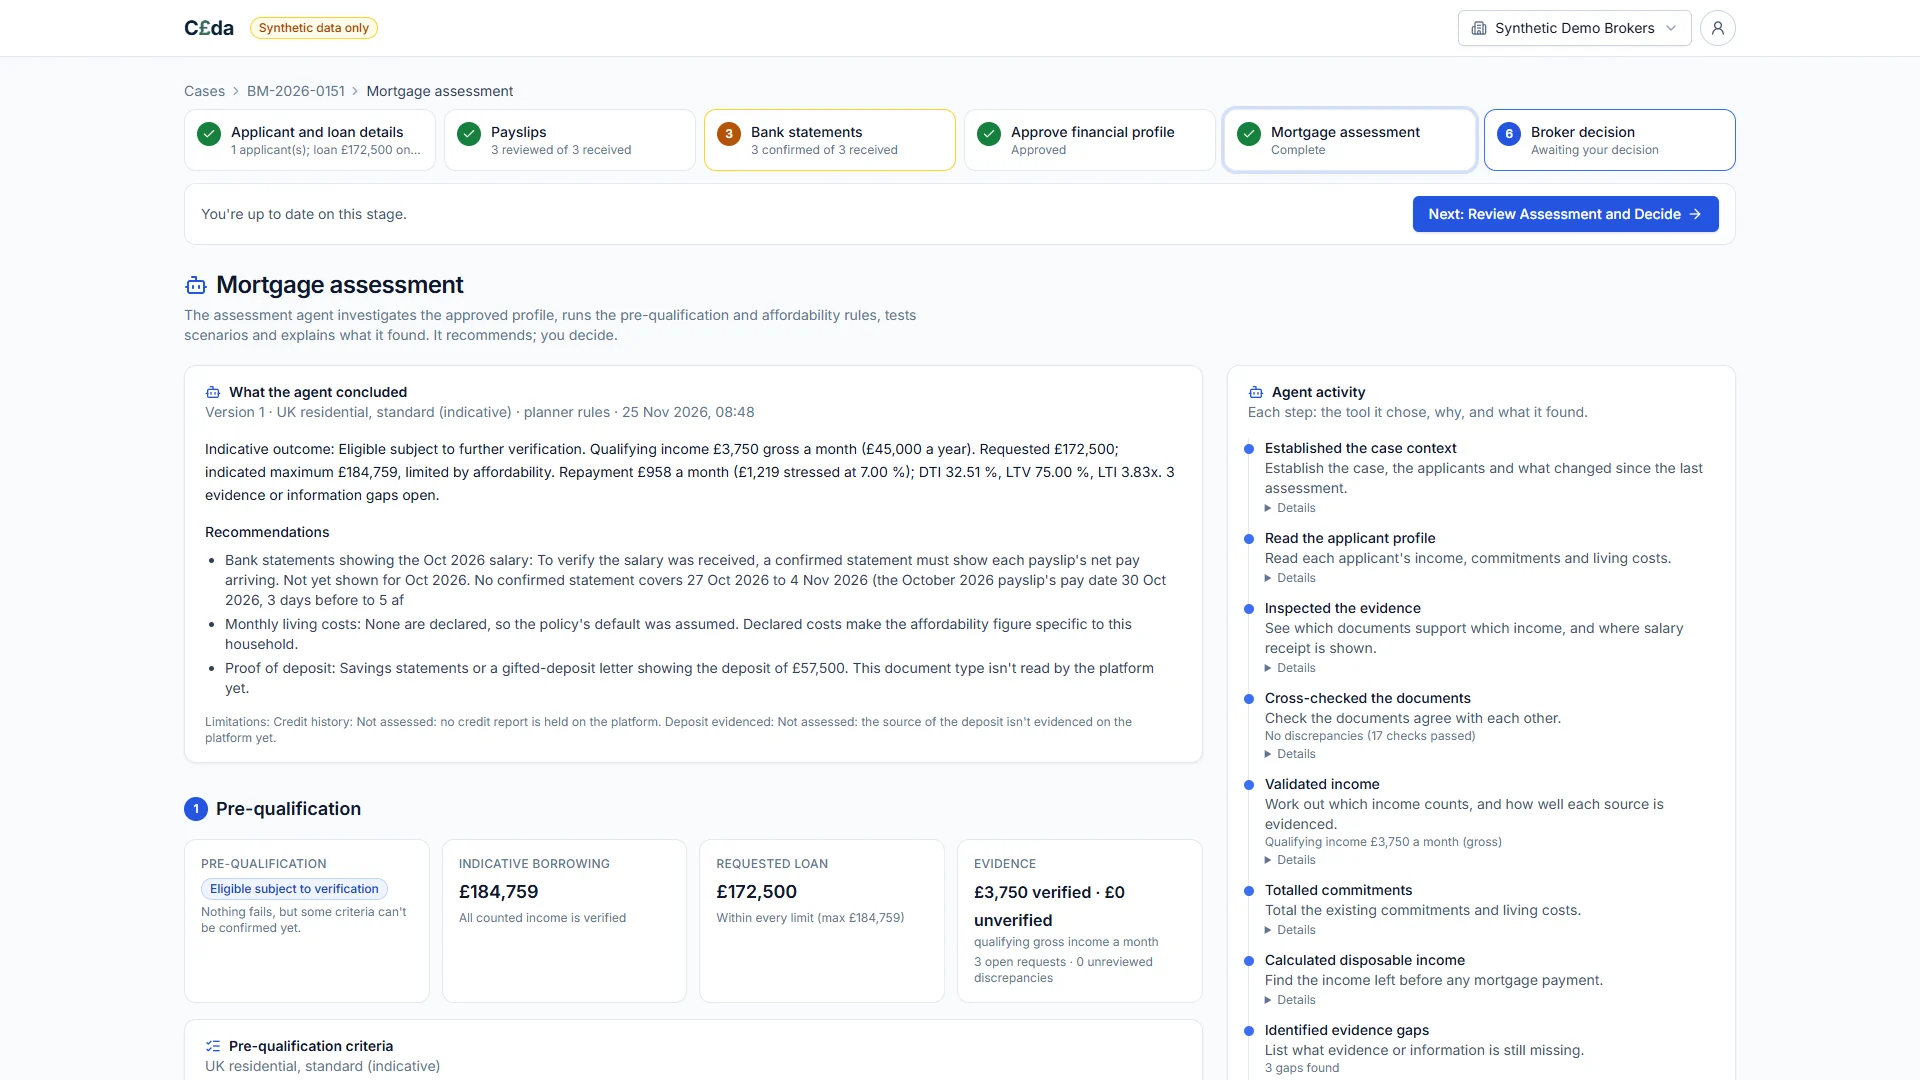 C£da
Synthetic data only
Synthetic Demo Brokers
Cases > BM-2026-0151 > Mortgage assessment
Applicant and loan details
1 applicant(s); loan £172,500 on...
Payslips
3 reviewed of 3 received
3
Bank statements
3 confirmed of 3 received
Approve financial profile
Approved
Mortgage assessment
Complete
6
Broker decision
Awaiting your decision
You're up to date on this stage.
Next: Review Assessment and Decide →
Mortgage assessment
The assessment agent investigates the approved profile, runs the pre-qualification and affordability rules, tests
scenarios and explains what it found. It recommends; you decide.
What the agent concluded
Version 1 · UK residential, standard (indicative) · planner rules · 25 Nov 2026, 08:48
Indicative outcome: Eligible subject to further verification. Qualifying income £3,750 gross a month (£45,000 a year). Requested £172,500;
indicated maximum £184,759, limited by affordability. Repayment £958 a month (£1,219 stressed at 7.00 %); DTI 32.51 %, LTV 75.00 %, LTI 3.83x. 3
evidence or information gaps open.
Recommendations
• Bank statements showing the Oct 2026 salary: To verify the salary was received, a confirmed statement must show each payslip's net pay
arriving. Not yet shown for Oct 2026. No confirmed statement covers 27 Oct 2026 to 4 Nov 2026 (the October 2026 payslip's pay date 30 Oct
2026, 3 days before to 5 af
• Monthly living costs: None are declared, so the policy's default was assumed. Declared costs make the affordability figure specific to this
household.
• Proof of deposit: Savings statements or a gifted-deposit letter showing the deposit of £57,500. This document type isn't read by the platform
yet.
Limitations: Credit history: Not assessed: no credit report is held on the platform. Deposit evidenced: Not assessed: the source of the deposit isn't evidenced on the
platform yet.
1
Pre-qualification
PRE-QUALIFICATION
Eligible subject to verification
Nothing fails, but some criteria can't
be confirmed yet.
INDICATIVE BORROWING
£184,759
All counted income is verified
REQUESTED LOAN
£172,500
Within every limit (max £184,759)
EVIDENCE
£3,750 verified · £0
unverified
qualifying gross income a month
3 open requests · 0 unreviewed
discrepancies
Pre-qualification criteria
UK residential, standard (indicative)
Agent activity
Each step: the tool it chose, why, and what it found.
Established the case context
Establish the case, the applicants and what changed since the last
assessment.
Details
Read the applicant profile
Read each applicant's income, commitments and living costs.
Details
Inspected the evidence
See which documents support which income, and where salary
receipt is shown.
Details
Cross-checked the documents
Check the documents agree with each other.
No discrepancies (17 checks passed)
Details
Validated income
Work out which income counts, and how well each source is
evidenced.
Qualifying income £3,750 a month (gross)
Details
Totalled commitments
Total the existing commitments and living costs.
Details
Calculated disposable income
Find the income left before any mortgage payment.
Details
Identified evidence gaps
List what evidence or information is still missing.
3 gaps found